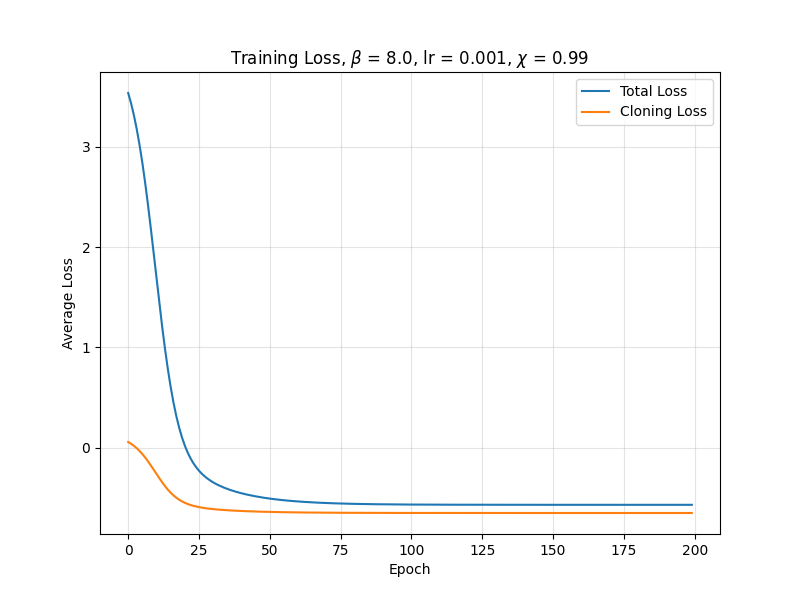 Training Loss, β = 8.0, lr = 0.001, χ = 0.99
Total Loss
Cloning Loss
3
2
1
0
Average Loss
0 25 50 75 100 125 150 175 200
Epoch